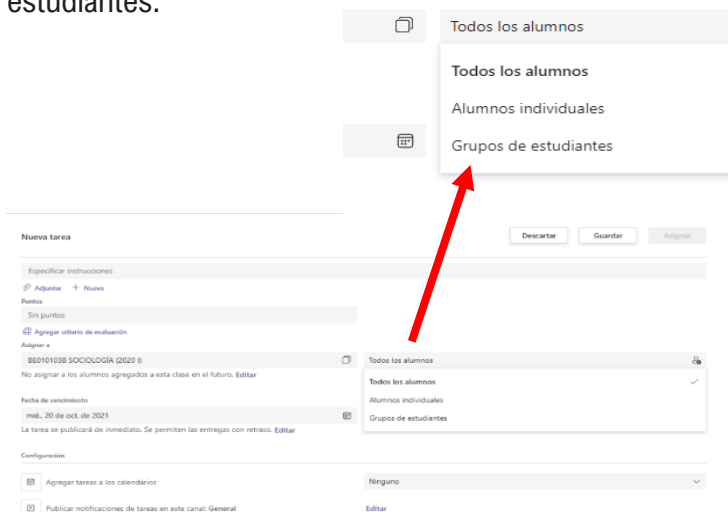 estudiantes.
Todos los alumnos
Todos los alumnos
Alumnos individuales
Grupos de estudiantes
Nueva tarea
Descartar
Guardar
Asignar
Especificar instrucciones
Adjuntar + Nuevo
Puntos
Sin puntos
Agregar criterio de evaluación
Asignar a
BE010103B SOCIOLOGÍA (2020 I)
Todos los alumnos
No asignar a los alumnos agregados a esta clase en el futuro. Editar
Todos los alumnos
Alumnos individuales
Grupos de estudiantes
Fecha de vencimiento
mié., 20 de oct. de 2021
La tarea se publicará de inmediato. Se permiten las entregas con retraso. Editar
Configuración
Agregar tareas a los calendarios
Ninguno
Publicar notificaciones de tareas en este canal: General
Editar